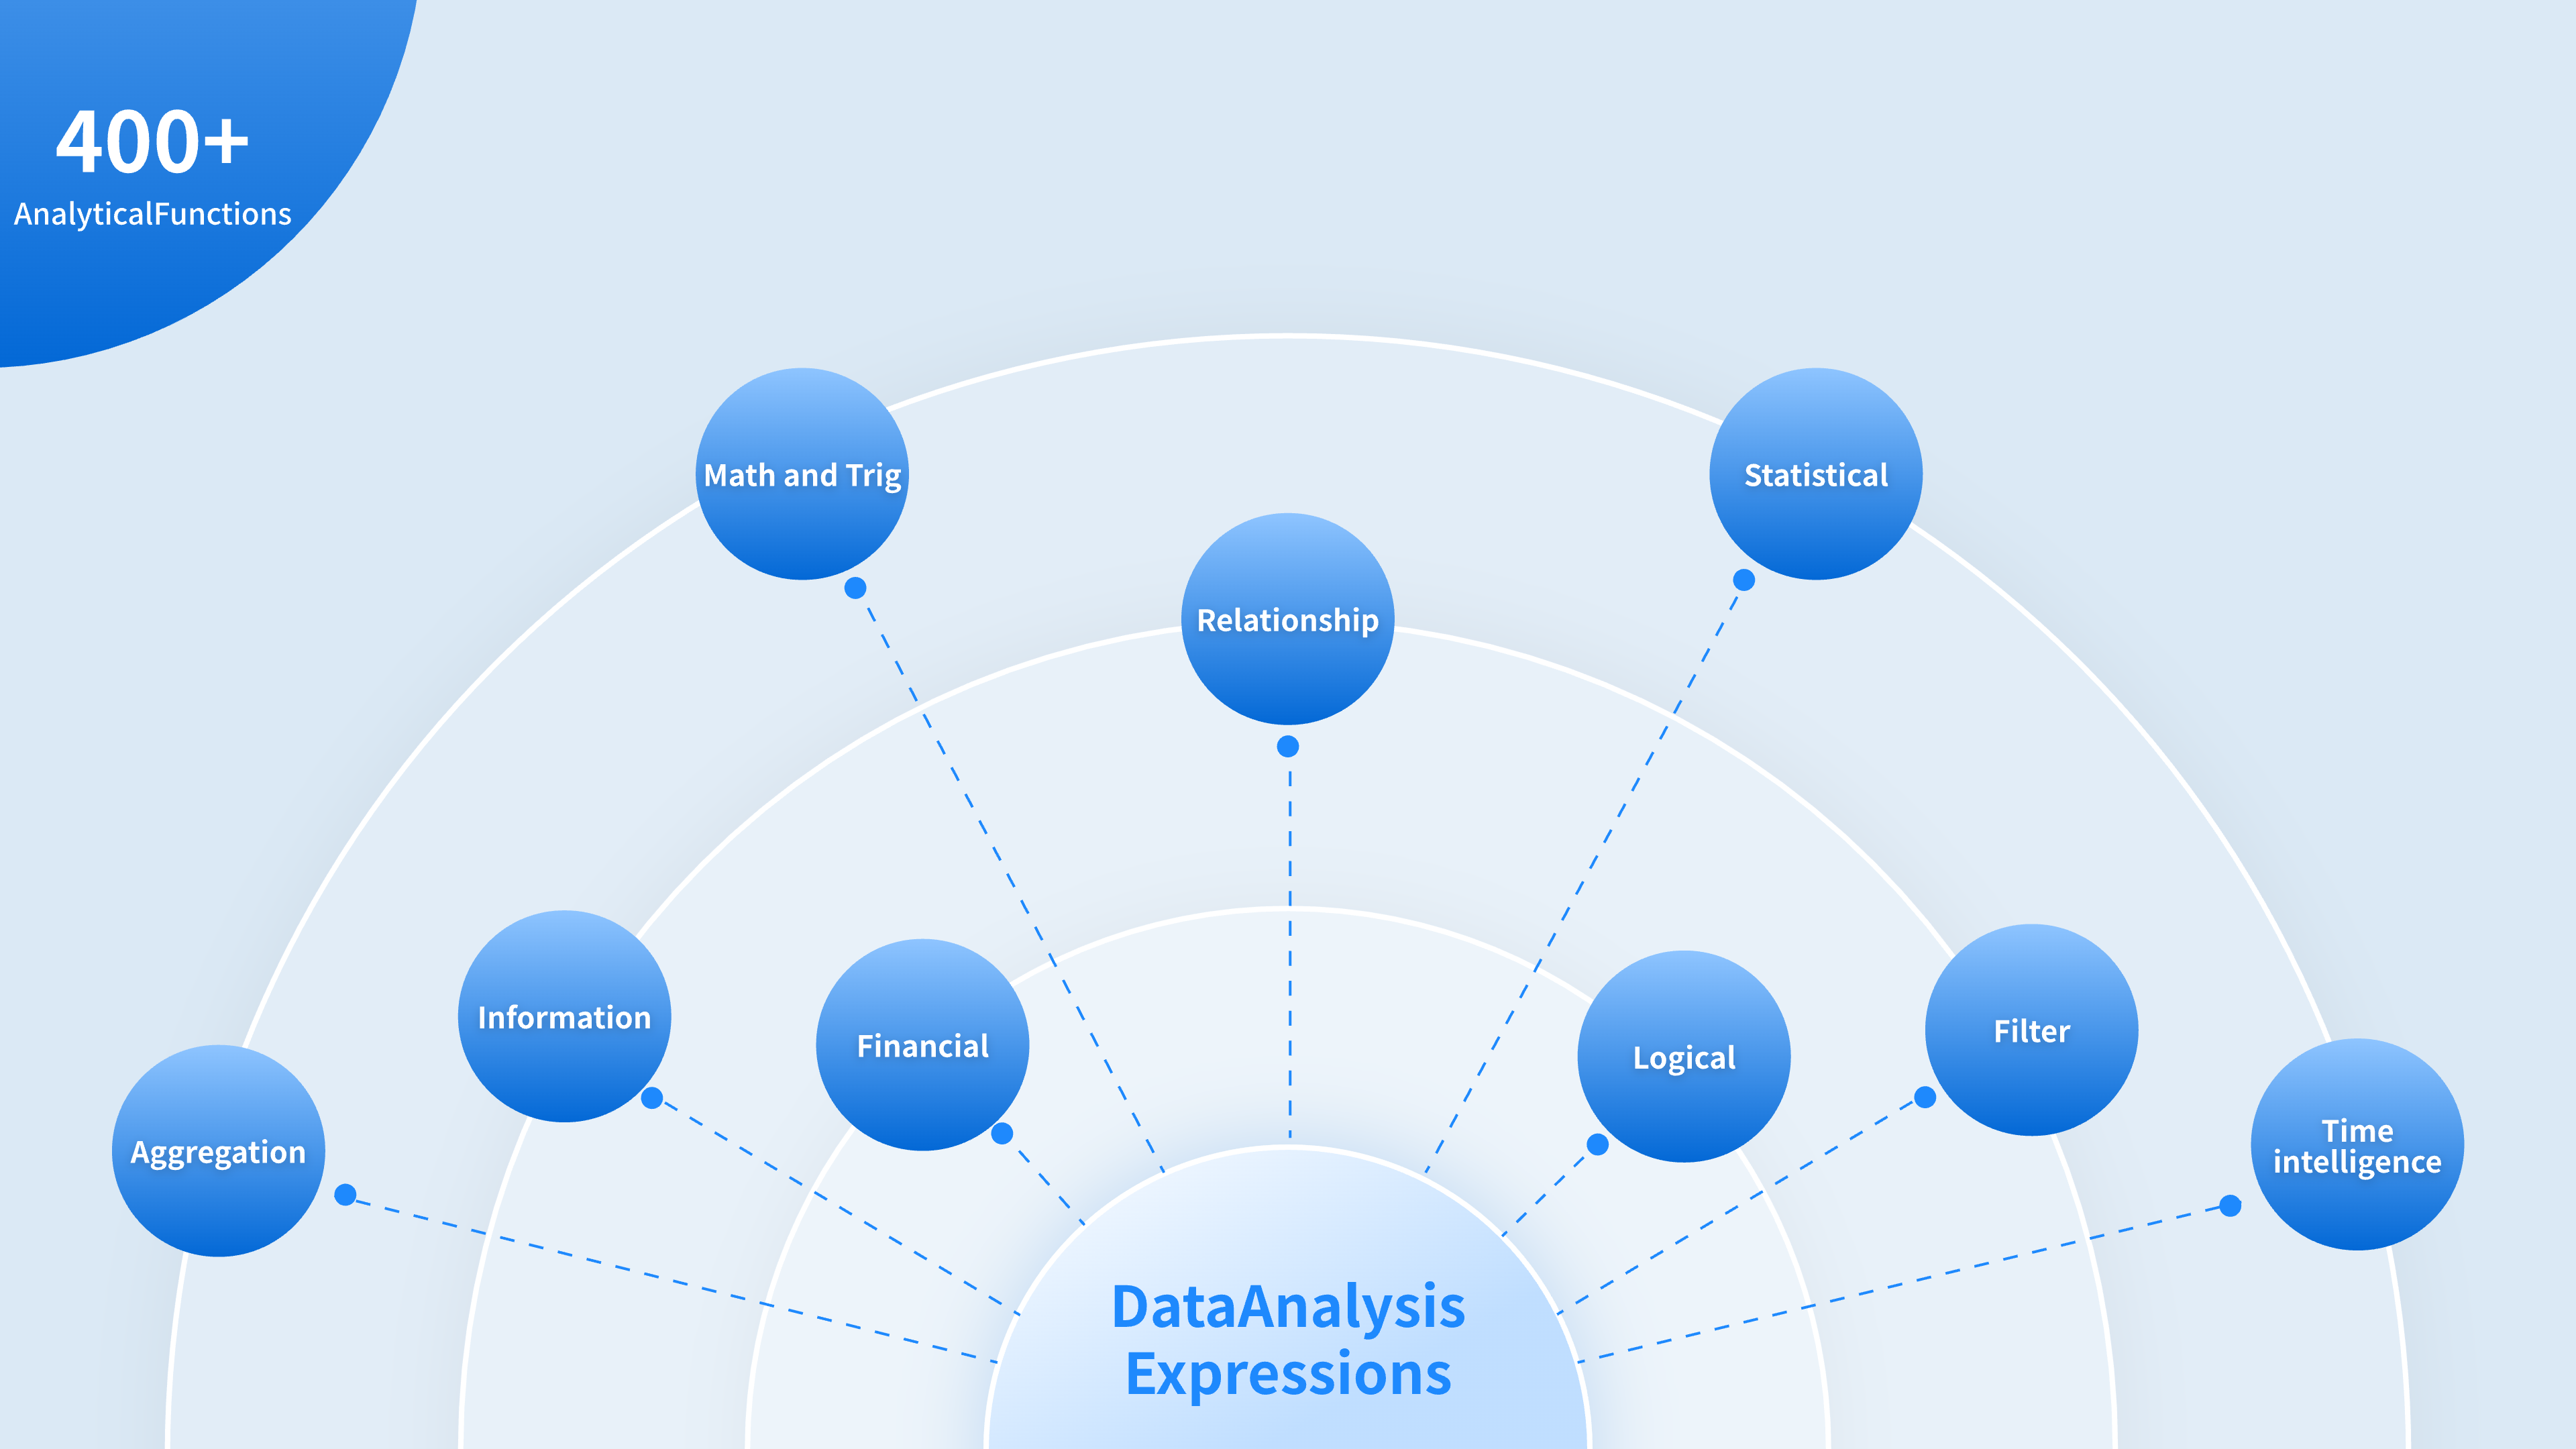 400+
AnalyticalFunctions
Math and Trig
Statistical
Relationship
Information
Financial
Logical
Filter
Aggregation
Time
intelligence
DataAnalysis
Expressions